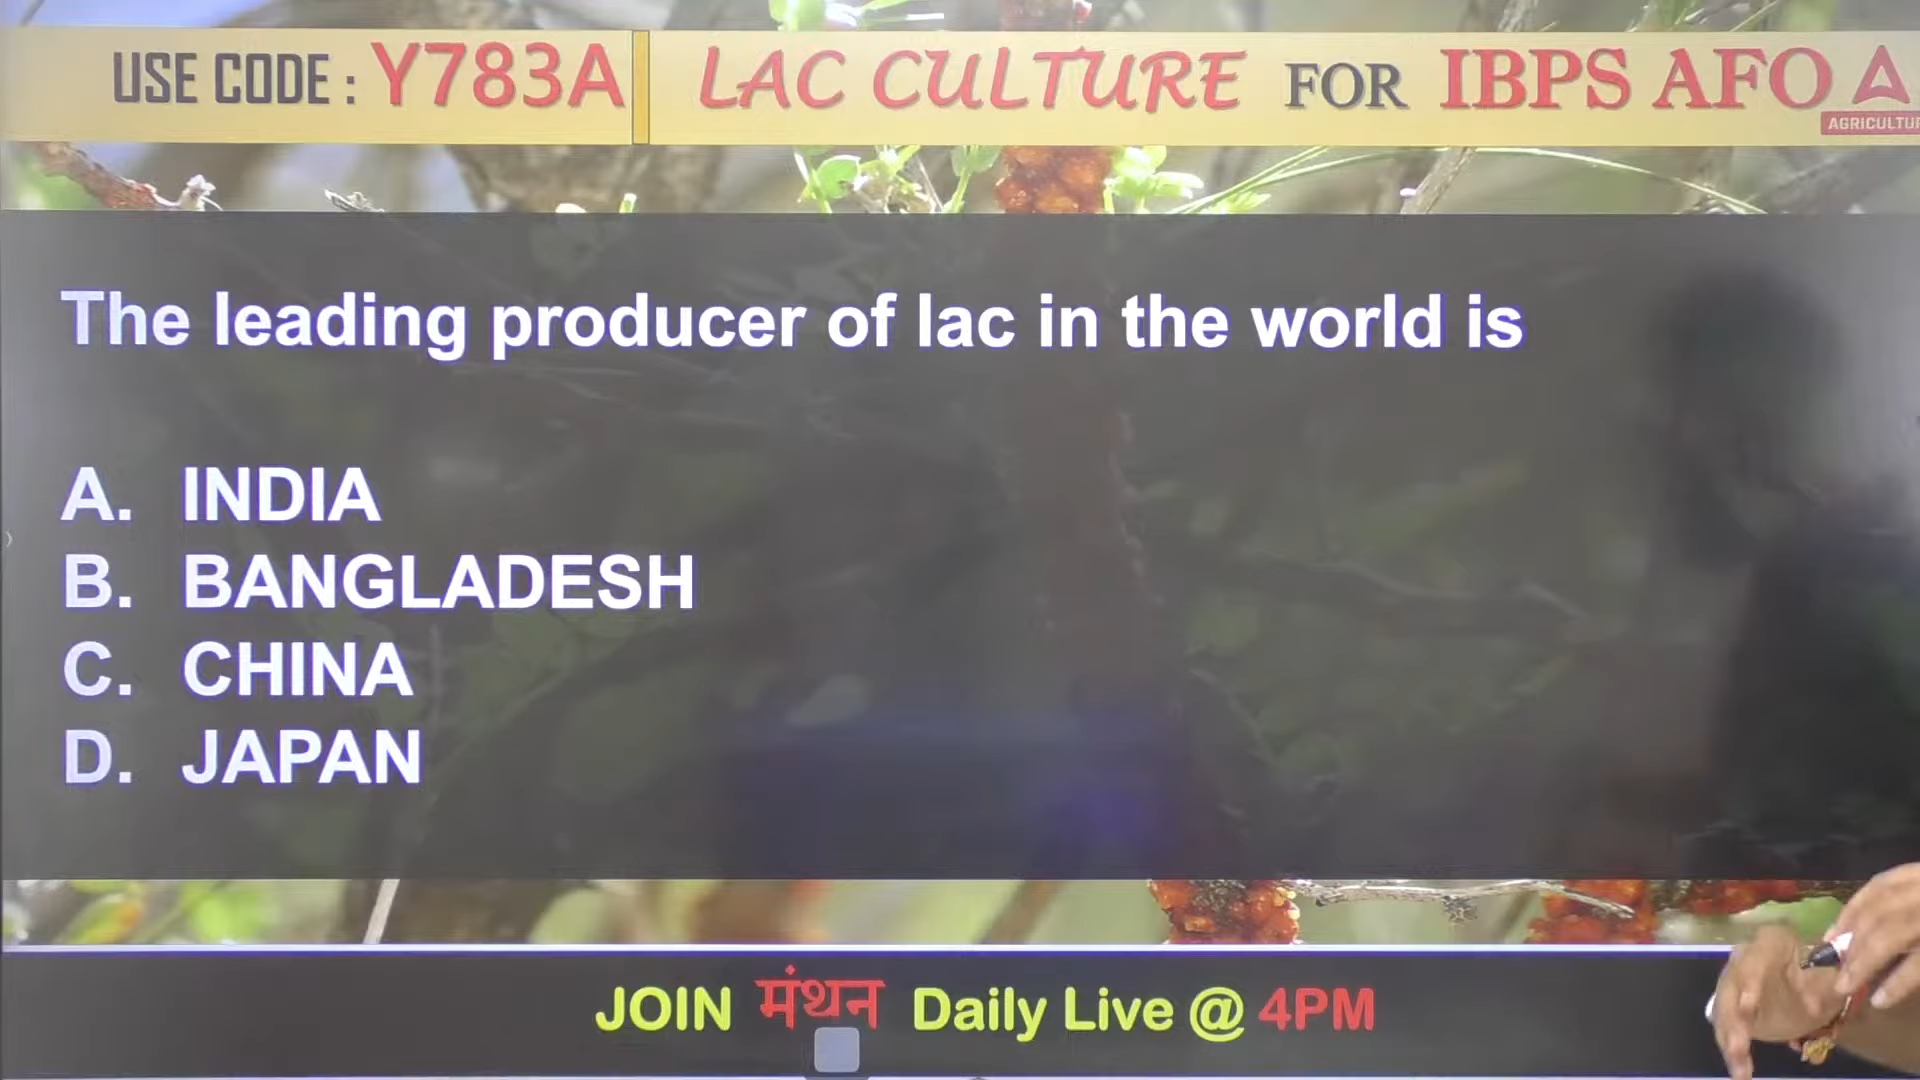 USE CODE : Y783A LAC CULTURE FOR IBPS AFO
AGRICULTUR
The leading producer of lac in the world is
A. INDIA
B. BANGLADESH
C. CHINA
D. JAPAN
JOIN मंथन Daily Live @ 4PM